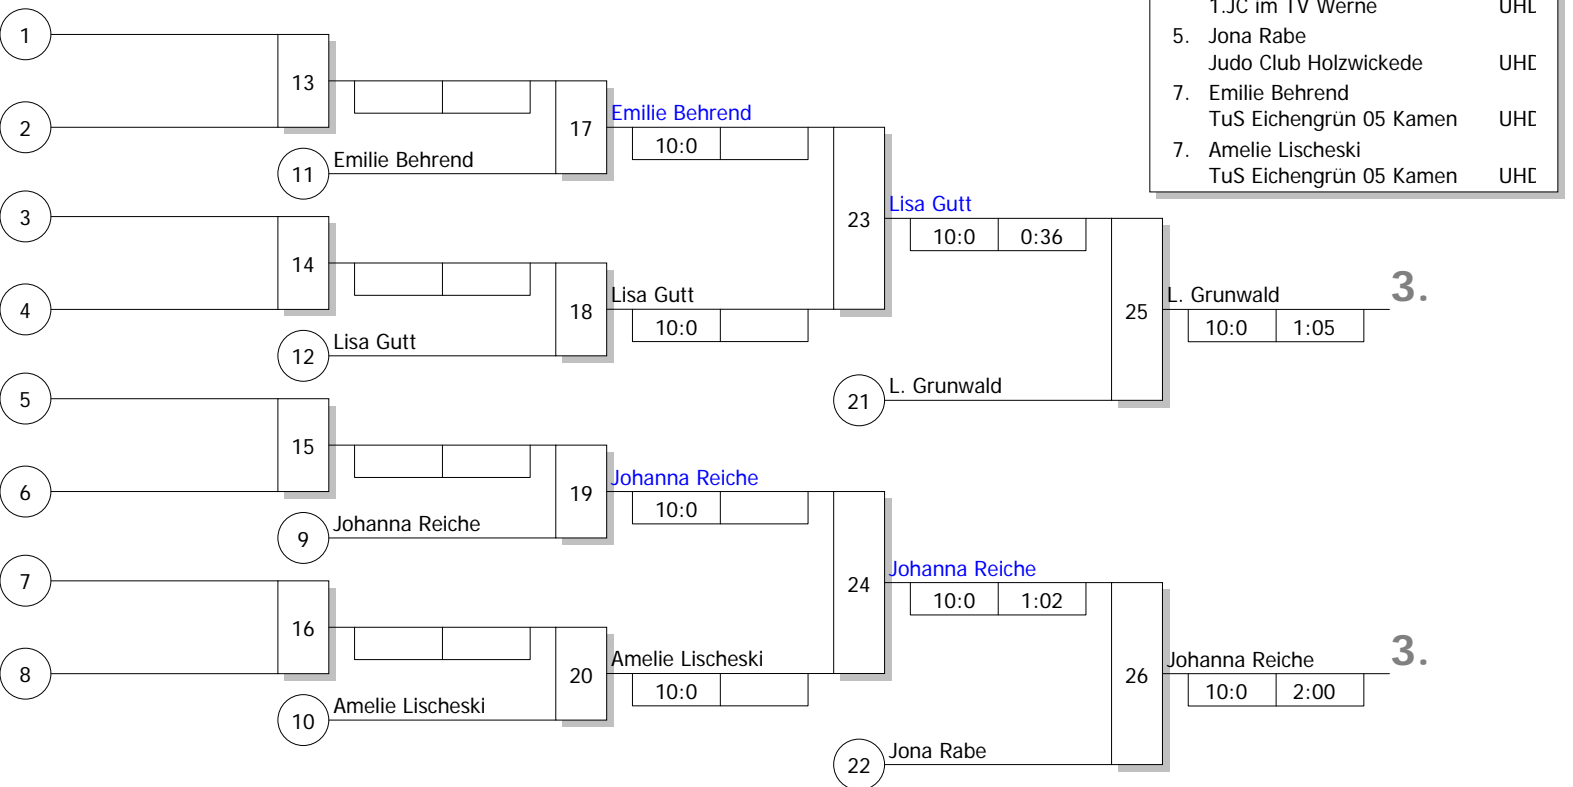 1.JC im TV Werne UHD
5. Jona Rabe
Judo Club Holzwickede UHD
7. Emilie Behrend
TuS Eichengrün 05 Kamen UHD
7. Amelie Lischeski
TuS Eichengrün 05 Kamen UHD
1
13
2
Emilie Behrend
17
10:0
11 Emilie Behrend
3
Lisa Gutt
23
10:0 0:36
14
4
Lisa Gutt
18
10:0
12 Lisa Gutt
L. Grunwald 3.
25
10:0 1:05
5
21 L. Grunwald
15
6
Johanna Reiche
19
10:0
9 Johanna Reiche
7
Johanna Reiche
24
10:0 1:02
16
8
Amelie Lischeski
20
10:0
10 Amelie Lischeski
Johanna Reiche 3.
26
10:0 2:00
22 Jona Rabe